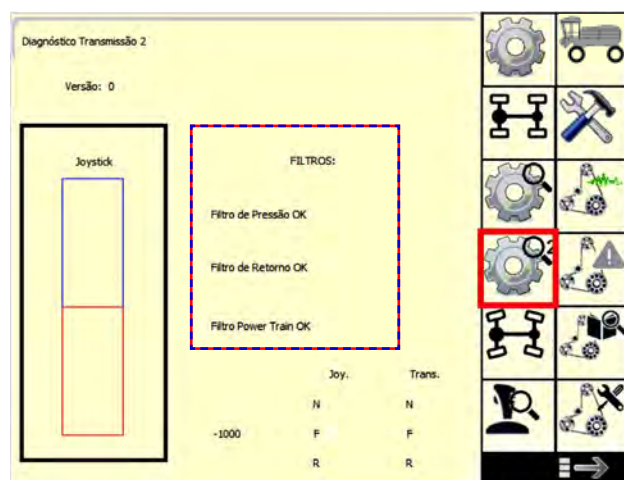 Diagnóstico Transmissão 2
Versão: 0
Joystick
FILTROS:
Filtro de Pressão OK
Filtro de Retorno OK
Filtro Power Train OK
Joy. Trans.
N N
-1000 F F
R R
2